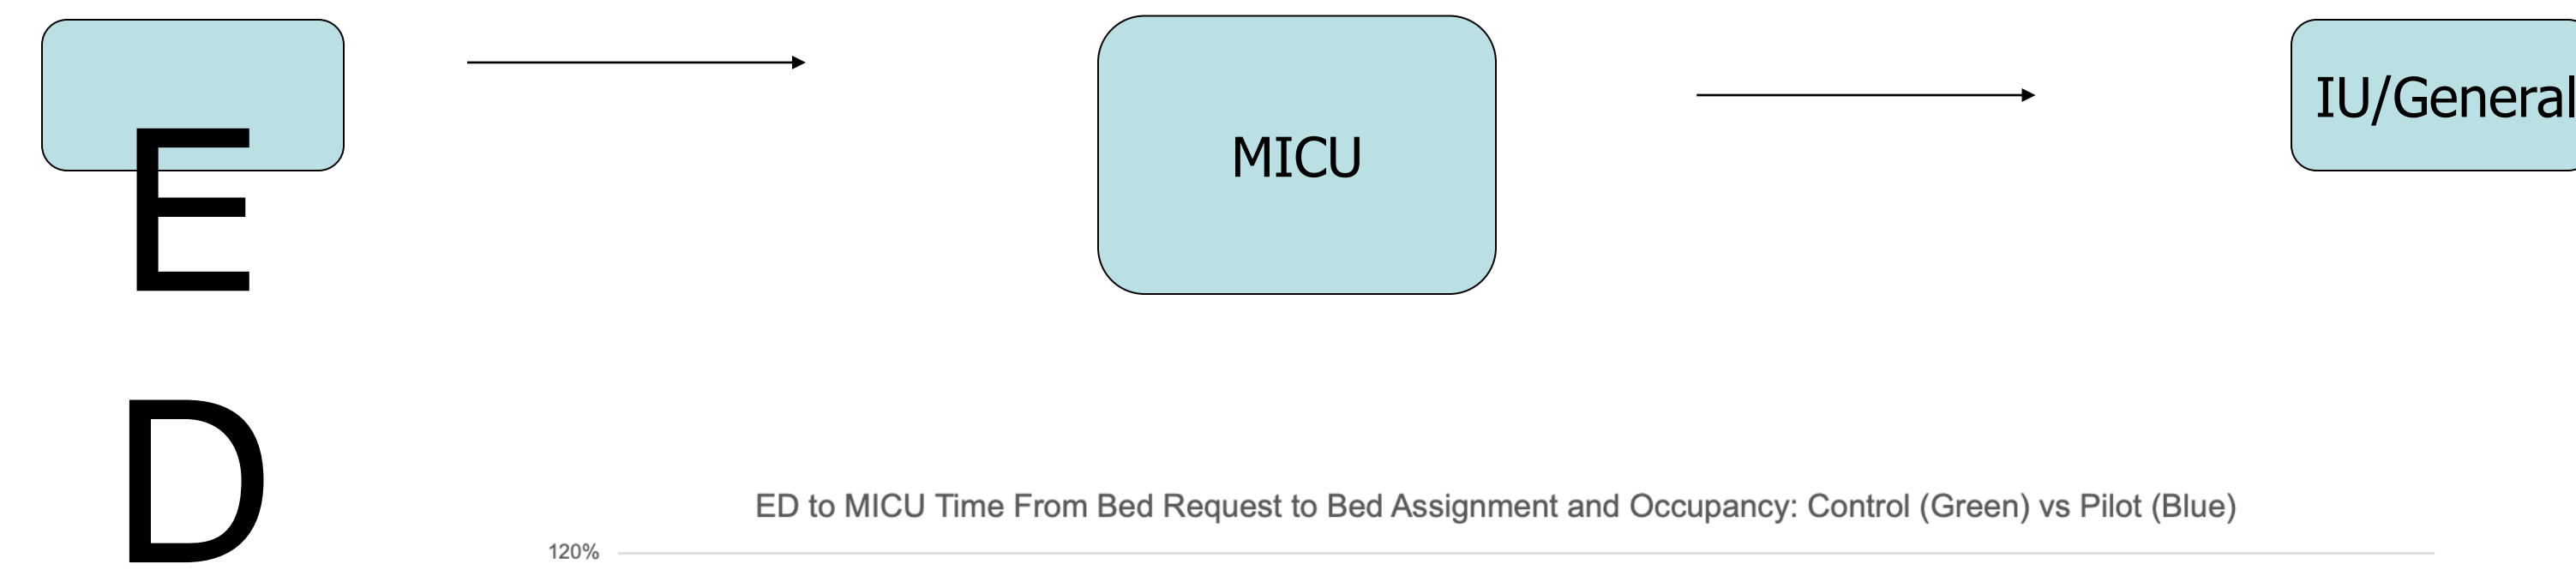 E
D
MICU
IU/General
ED to MICU Time From Bed Request to Bed Assignment and Occupancy: Control (Green) vs Pilot (Blue)
120%